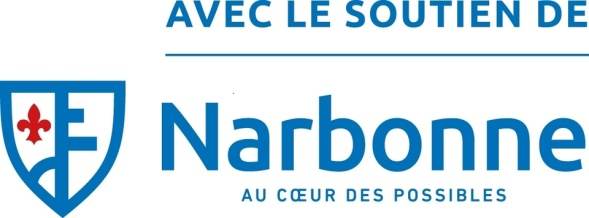 AVEC LE SOUTIEN DE
Narbonne
AU CŒUR DES POSSIBLES